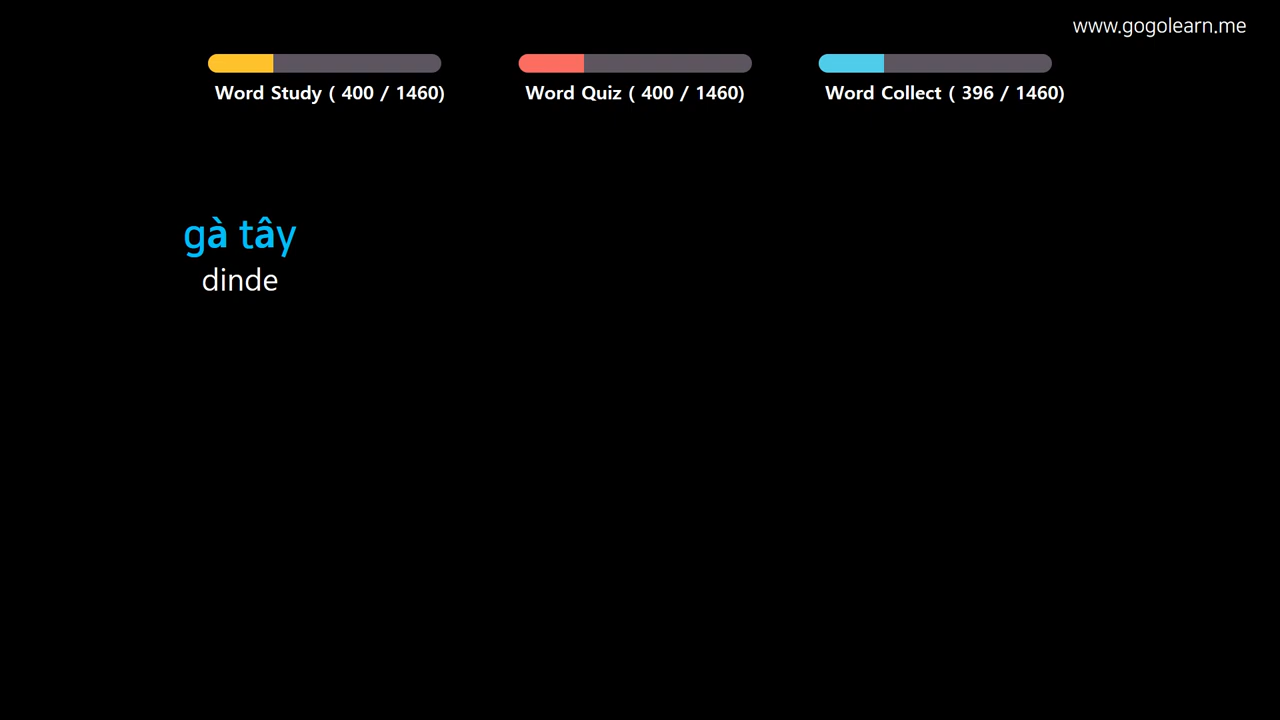 www.gogolearn.me
Word Study ( 400 / 1460)
Word Quiz ( 400 / 1460)
Word Collect ( 396 / 1460)
gà tây
dinde